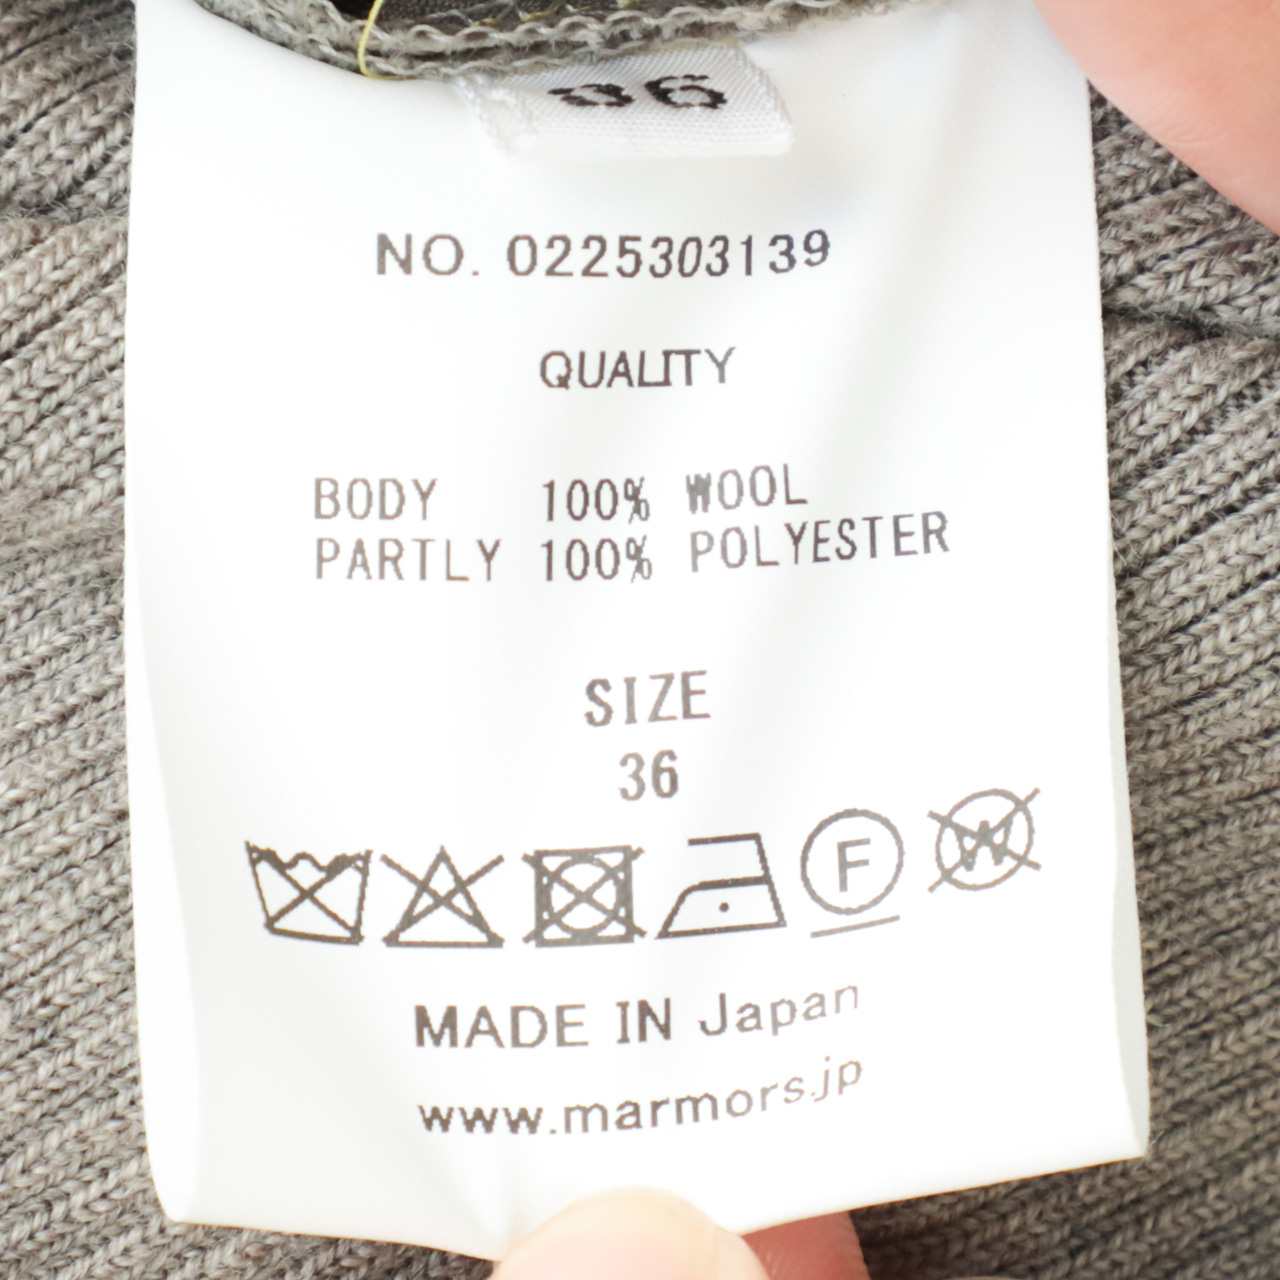 36
NO. 0225303139
QUALITY
BODY 100% WOOL
PARTLY 100% POLYESTER
SIZE
36
F W
MADE IN Japan
www.marmors.jp